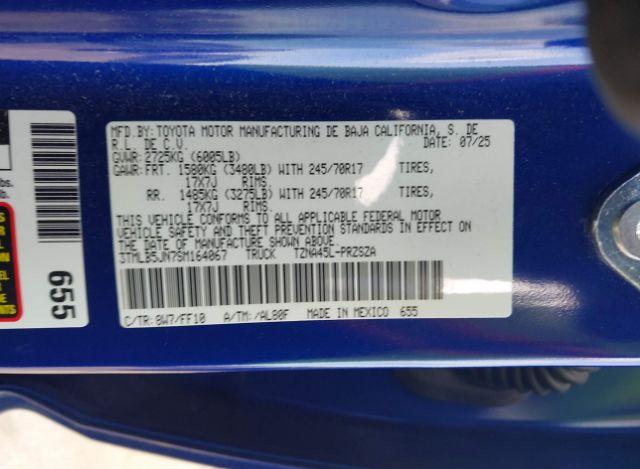 MFD.BY: TOYOTA MOTOR MANUFACTURING DE BAJA CALIFORNIA, S. DE
R.L. DE C.V. DATE: 07/25
GVWR: 2725KG (6005LB)
GAWR: FRT. 1580KG (3480LB) WITH 245/70R17 TIRES,
17X7J RIMS
RR. 1485KG (3275LB) WITH 245/70R17 TIRES,
17X7J RIMS
THIS VEHICLE CONFORMS TO ALL APPLICABLE FEDERAL MOTOR
VEHICLE SAFETY AND THEFT PREVENTION STANDARDS IN EFFECT
ON THE DATE OF MANUFACTURE SHOWN ABOVE.
3TMLB5JN7SM164067 TRUCK TZNA45L-PRZSZA
C/TR: 8W7/FF10 A/TM: /AL80F MADE IN MEXICO 655
655
bs.
b.